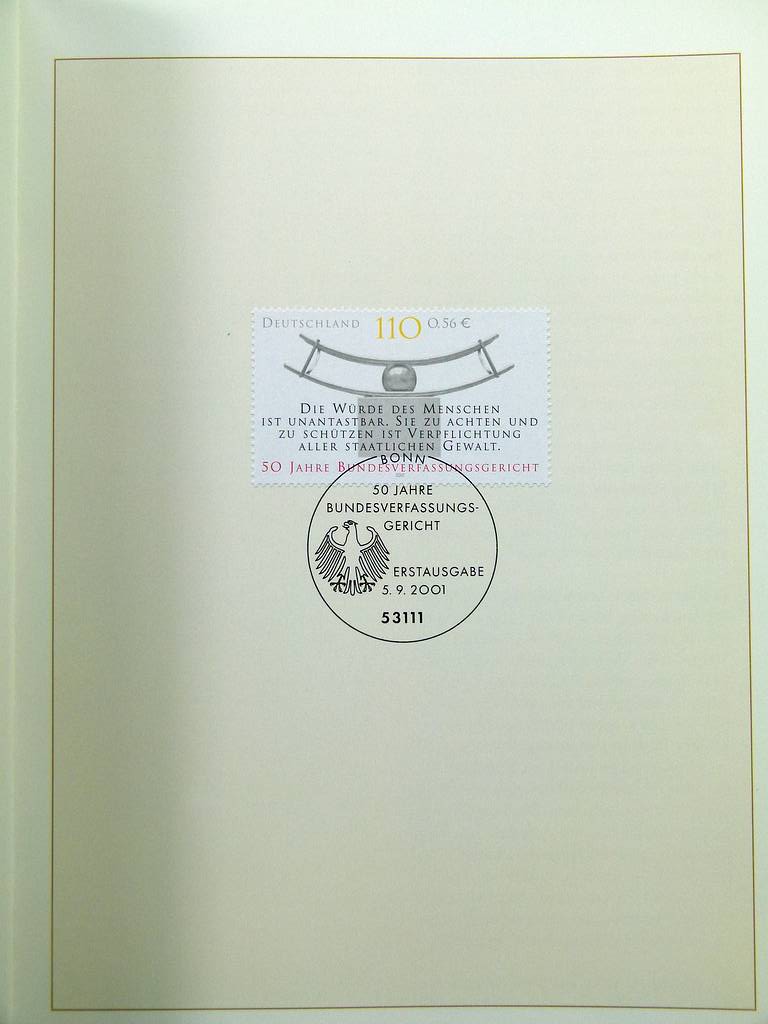 DEUTSCHLAND 110 0.56 €
DIE WÜRDE DES MENSCHEN
IST UNANTASTBAR. SIE ZU ACHTEN UND
ZU SCHÜTZEN IST VERPFLICHTUNG
ALLER STAATLICHEN GEWALT.
50 JAHRE BUNDESVERFASSUNGSGERICHT
BONN
50 JAHRE
BUNDESVERFASSUNGS-
GERICHT
ERSTAUSGABE
5. 9. 2001
53111